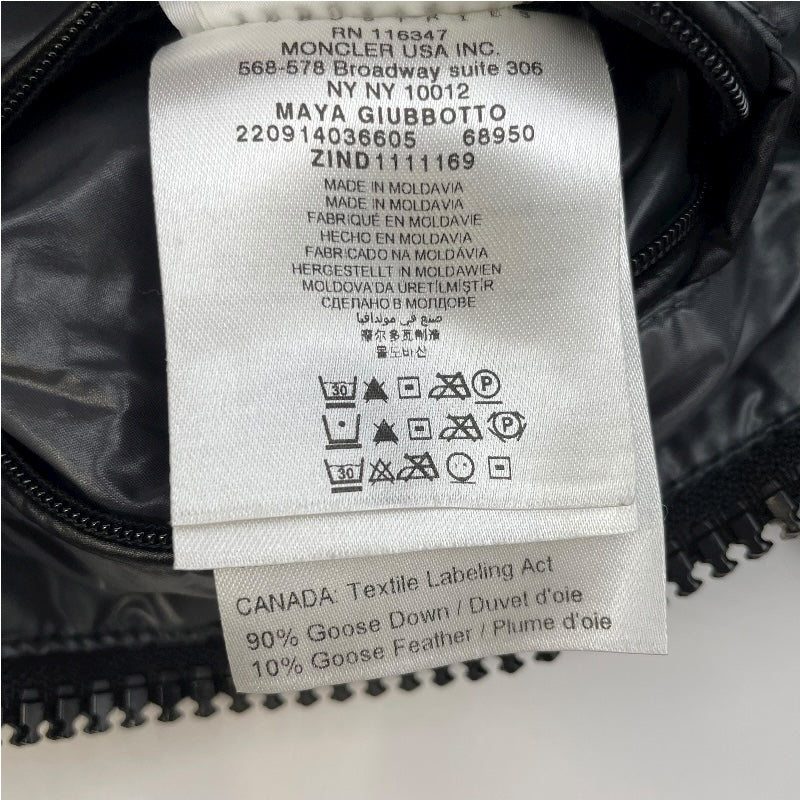 INDUSTRIES
RN 116347
MONCLER USA INC.
568-578 Broadway suite 306
NY NY 10012
MAYA GIUBBOTTO
220914036605 68950
ZIND1111169
MADE IN MOLDAVIA
MADE IN MOLDAVIA
FABRIQUÉ EN MOLDAVIE
HECHO EN MOLDAVIA
FABRICADO NA MOLDÁVIA
HERGESTELLT IN MOLDAWIEN
MOLDOVA'DA ÜRETİLMİŞTİR
СДЕЛАНО В МОЛДОВЕ
صنع في مولدافيا
摩尔多瓦制造
몰도바산
30 P
P
30
CANADA: Textile Labeling Act
90% Goose Down / Duvet d'oie
10% Goose Feather / Plume d'oie